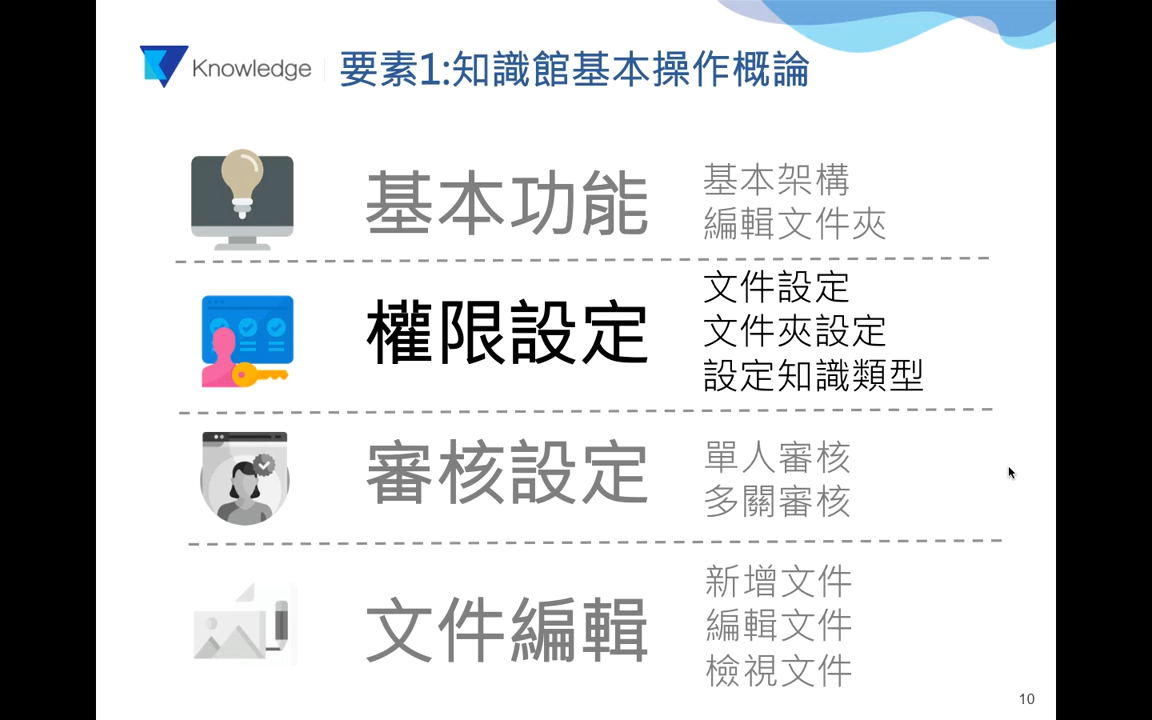 Knowledge
要素1:知識館基本操作概論
基本功能
基本架構
編輯文件夾
權限設定
文件設定
文件夾設定
設定知識類型
審核設定
單人審核
多關審核
文件編輯
新增文件
編輯文件
檢視文件
10